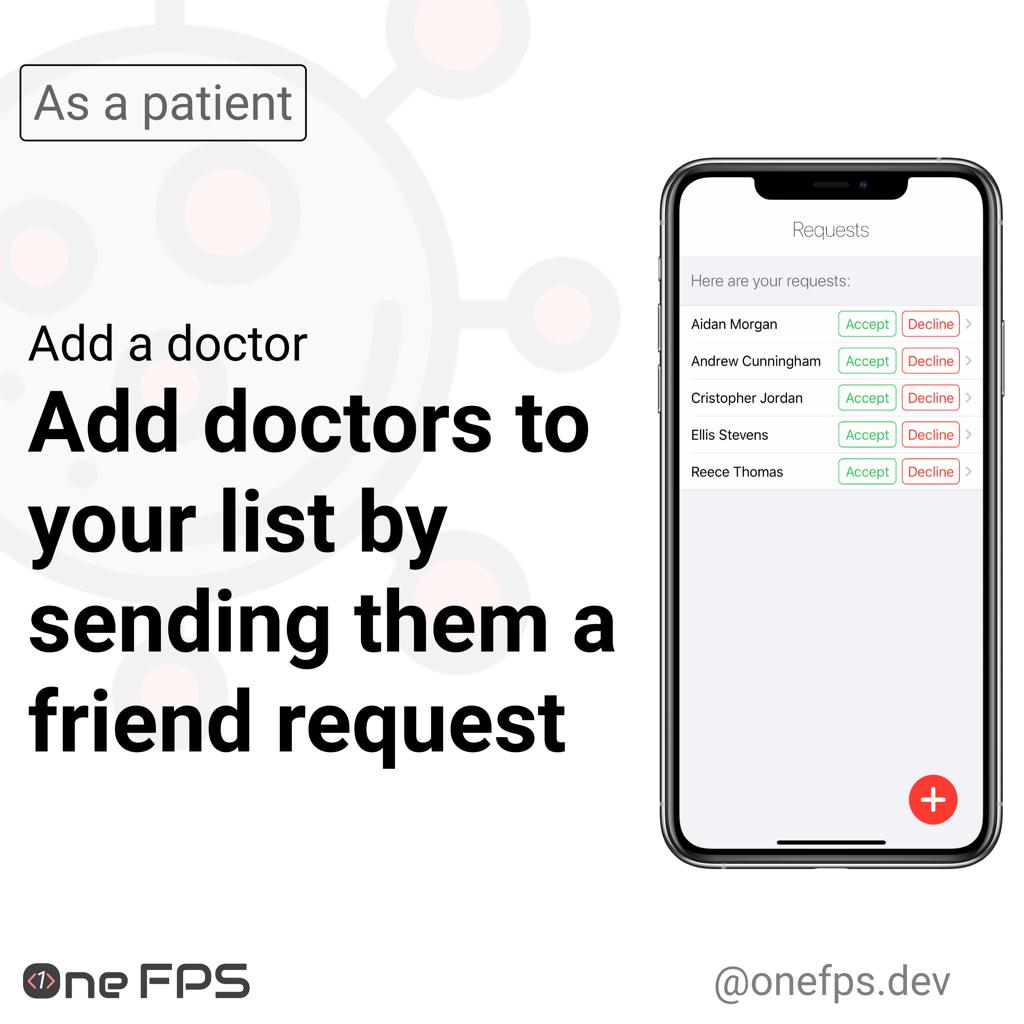 As a patient
Add a doctor
Add doctors to
your list by
sending them a
friend request
Requests
Here are your requests:
Aidan Morgan Accept Decline
Andrew Cunningham Accept Decline
Cristopher Jordan Accept Decline
Ellis Stevens Accept Decline
Reece Thomas Accept Decline
<1>One FPS
@onefps.dev